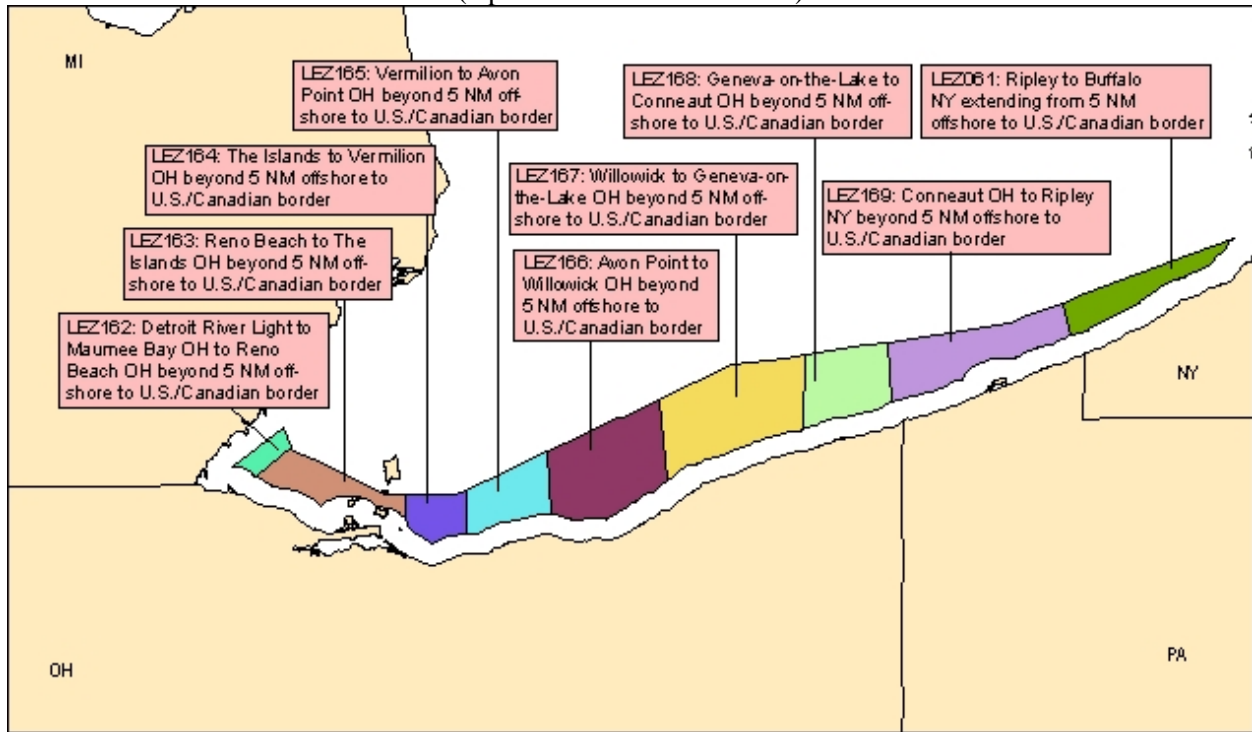 MI
LEZ165: Vermilion to Avon
Point OH beyond 5 NM off-
shore to U.S./Canadian border
LEZ168: Geneva-on-the-Lake to
Conneaut OH beyond 5 NM off-
shore to U.S./Canadian border
LEZ061: Ripley to Buffalo
NY extending from 5 NM
offshore to U.S./Canadian border
LEZ164: The Islands to Vermilion
OH beyond 5 NM offshore to
U.S./Canadian border
LEZ167: Willowick to Geneva-on-
the-Lake OH beyond 5 NM off-
shore to U.S./Canadian border
LEZ169: Conneaut OH to Ripley
NY beyond 5 NM offshore to
U.S./Canadian border
LEZ163: Reno Beach to The
Islands OH beyond 5 NM off-
shore to U.S./Canadian border
LEZ166: Avon Point to
Willowick OH beyond
5 NM offshore to
U.S./Canadian border
LEZ162: Detroit River Light to
Maumee Bay OH to Reno
Beach OH beyond 5 NM off-
shore to U.S./Canadian border
NY
OH
PA